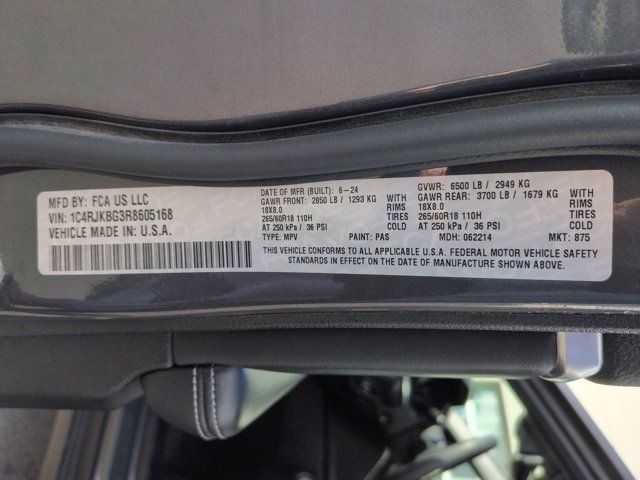 MFD BY: FCA US LLC
VIN: 1C4RJKBG3R8605168
VEHICLE MADE IN: U.S.A.
DATE OF MFR (BUILT): 6-24
GAWR FRONT: 2850 LB / 1293 KG
18X8.0
265/60R18 110H
AT 250 kPa / 36 PSI
TYPE: MPV
WITH
RIMS
TIRES
COLD
PAINT: PAS
GVWR: 6500 LB / 2949 KG
GAWR REAR: 3700 LB / 1679 KG
18X8.0
265/60R18 110H
AT 250 kPa / 36 PSI
MDH: 062214
WITH
RIMS
TIRES
COLD
MKT: 875
THIS VEHICLE CONFORMS TO ALL APPLICABLE U.S.A. FEDERAL MOTOR VEHICLE SAFETY
STANDARDS IN EFFECT ON THE DATE OF MANUFACTURE SHOWN ABOVE.